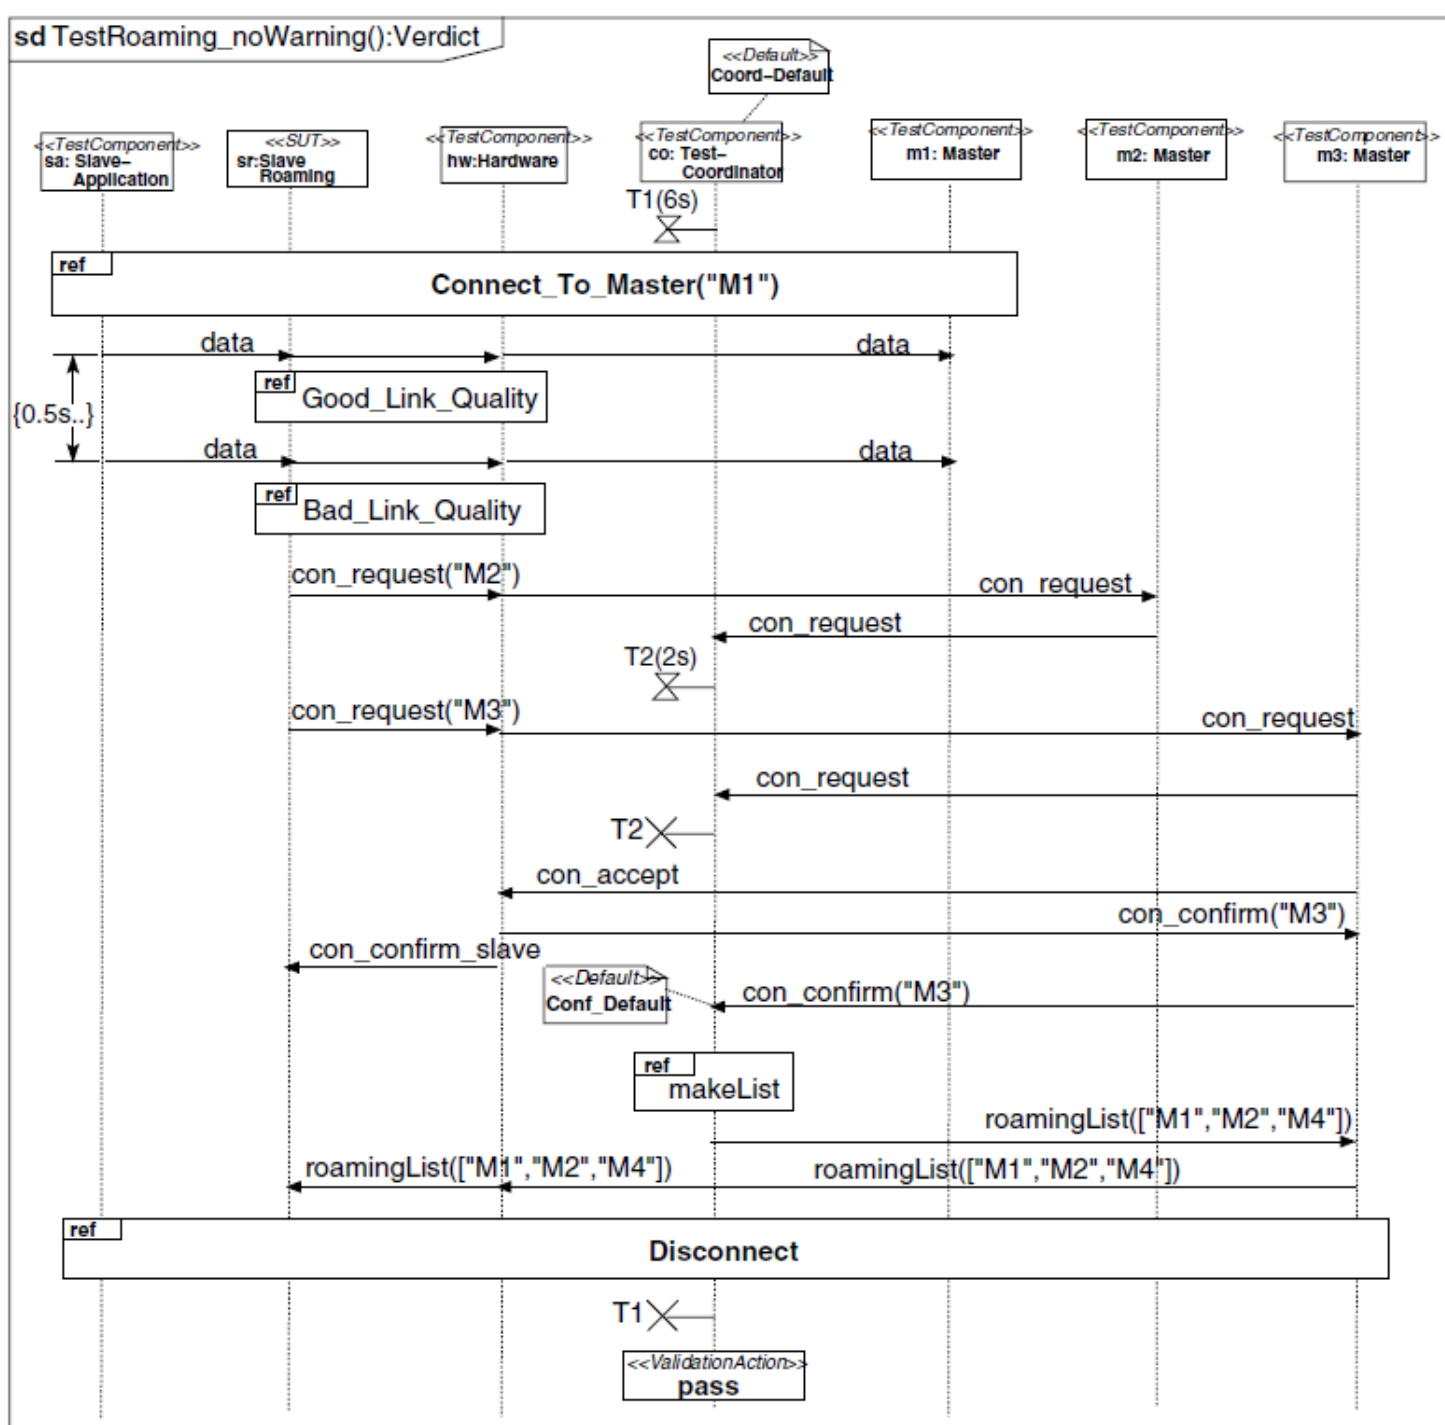 sd TestRoaming_noWarning():Verdict
<<Default>>
Coord-Default
<<TestComponent>>
sa: Slave-
Application
<<SUT>>
sr:Slave
Roaming
<<TestComponent>>
hw:Hardware
<<TestComponent>>
co: Test-
Coordinator
<<TestComponent>>
m1: Master
<<TestComponent>>
m2: Master
<<TestComponent>>
m3: Master
T1(6s)
ref
Connect_To_Master("M1")
data
data
ref
Good_Link_Quality
{0.5s..}
data
data
ref
Bad_Link_Quality
con_request("M2")
con_request
con_request
T2(2s)
con_request("M3")
con_request
con_request
T2
con_accept
con_confirm("M3")
con_confirm_slave
<<Default>>
Conf_Default
con_confirm("M3")
ref
makeList
roamingList(["M1","M2","M4"])
roamingList(["M1","M2","M4"])
roamingList(["M1","M2","M4"])
ref
Disconnect
T1
<<ValidationAction>>
pass